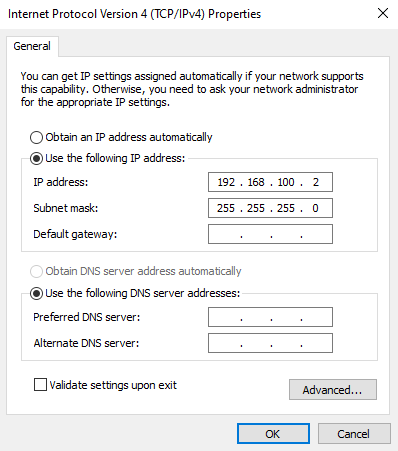 Internet Protocol Version 4 (TCP/IPv4) Properties
General
You can get IP settings assigned automatically if your network supports
this capability. Otherwise, you need to ask your network administrator
for the appropriate IP settings.
Obtain an IP address automatically
Use the following IP address:
IP address: 192 . 168 . 100 . 2
Subnet mask: 255 . 255 . 255 . 0
Default gateway: . . .
Obtain DNS server address automatically
Use the following DNS server addresses:
Preferred DNS server: . . .
Alternate DNS server: . . .
Validate settings upon exit
Advanced...
OK Cancel